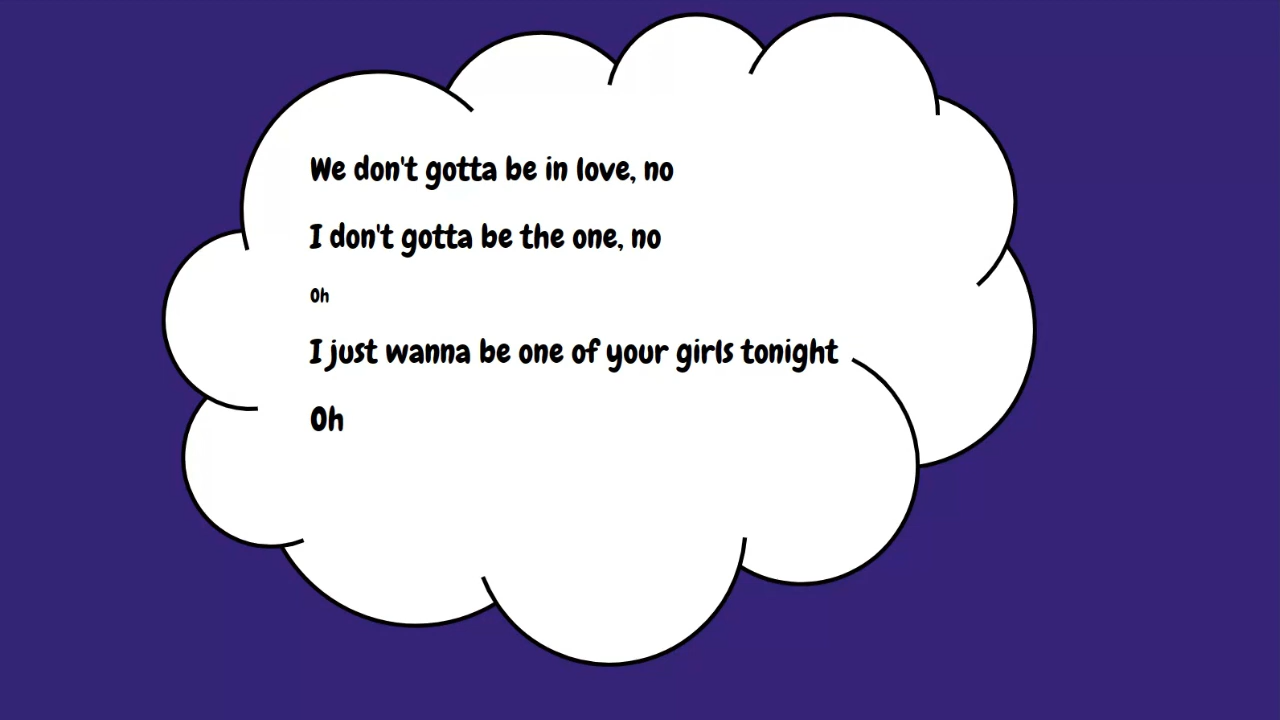 We don't gotta be in love, no
I don't gotta be the one, no
Oh
I just wanna be one of your girls tonight
Oh